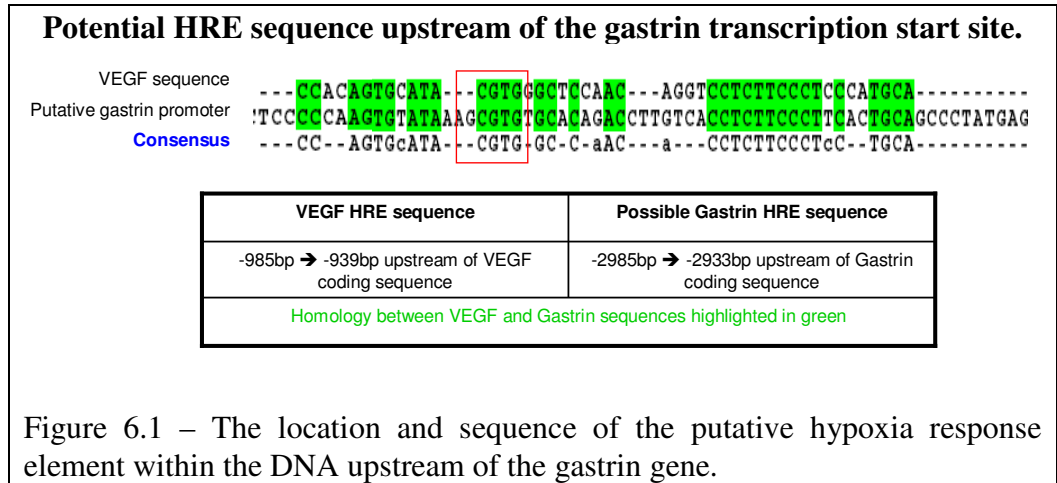 Potential HRE sequence upstream of the gastrin transcription start site.
VEGF sequence ---CCACAGTGCATA---CGTGGGCTCCAAC---AGGTCCTCTTCCCTCCCATGCA----------
Putative gastrin promoter :TCCCCCCAAGTGTATAAAGCGTGTGCACAGACCTTGTCACCTCTTCCCTTCACTGCAGCCCTATGAG
Consensus ---CC--AGTGcATA---CGTG-GC-C-aAC---a---CCTCTTCCCTcC--TGCA----------
VEGF HRE sequence Possible Gastrin HRE sequence
-985bp ➔ -939bp upstream of VEGF -2985bp ➔ -2933bp upstream of Gastrin
coding sequence coding sequence
Homology between VEGF and Gastrin sequences highlighted in green
Figure 6.1 – The location and sequence of the putative hypoxia response
element within the DNA upstream of the gastrin gene.